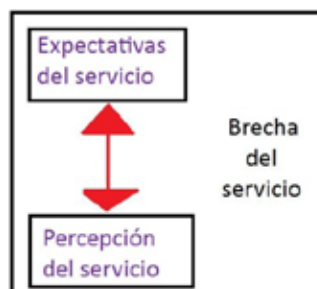 Expectativas
del servicio
Brecha
del
servicio
Percepción
del servicio